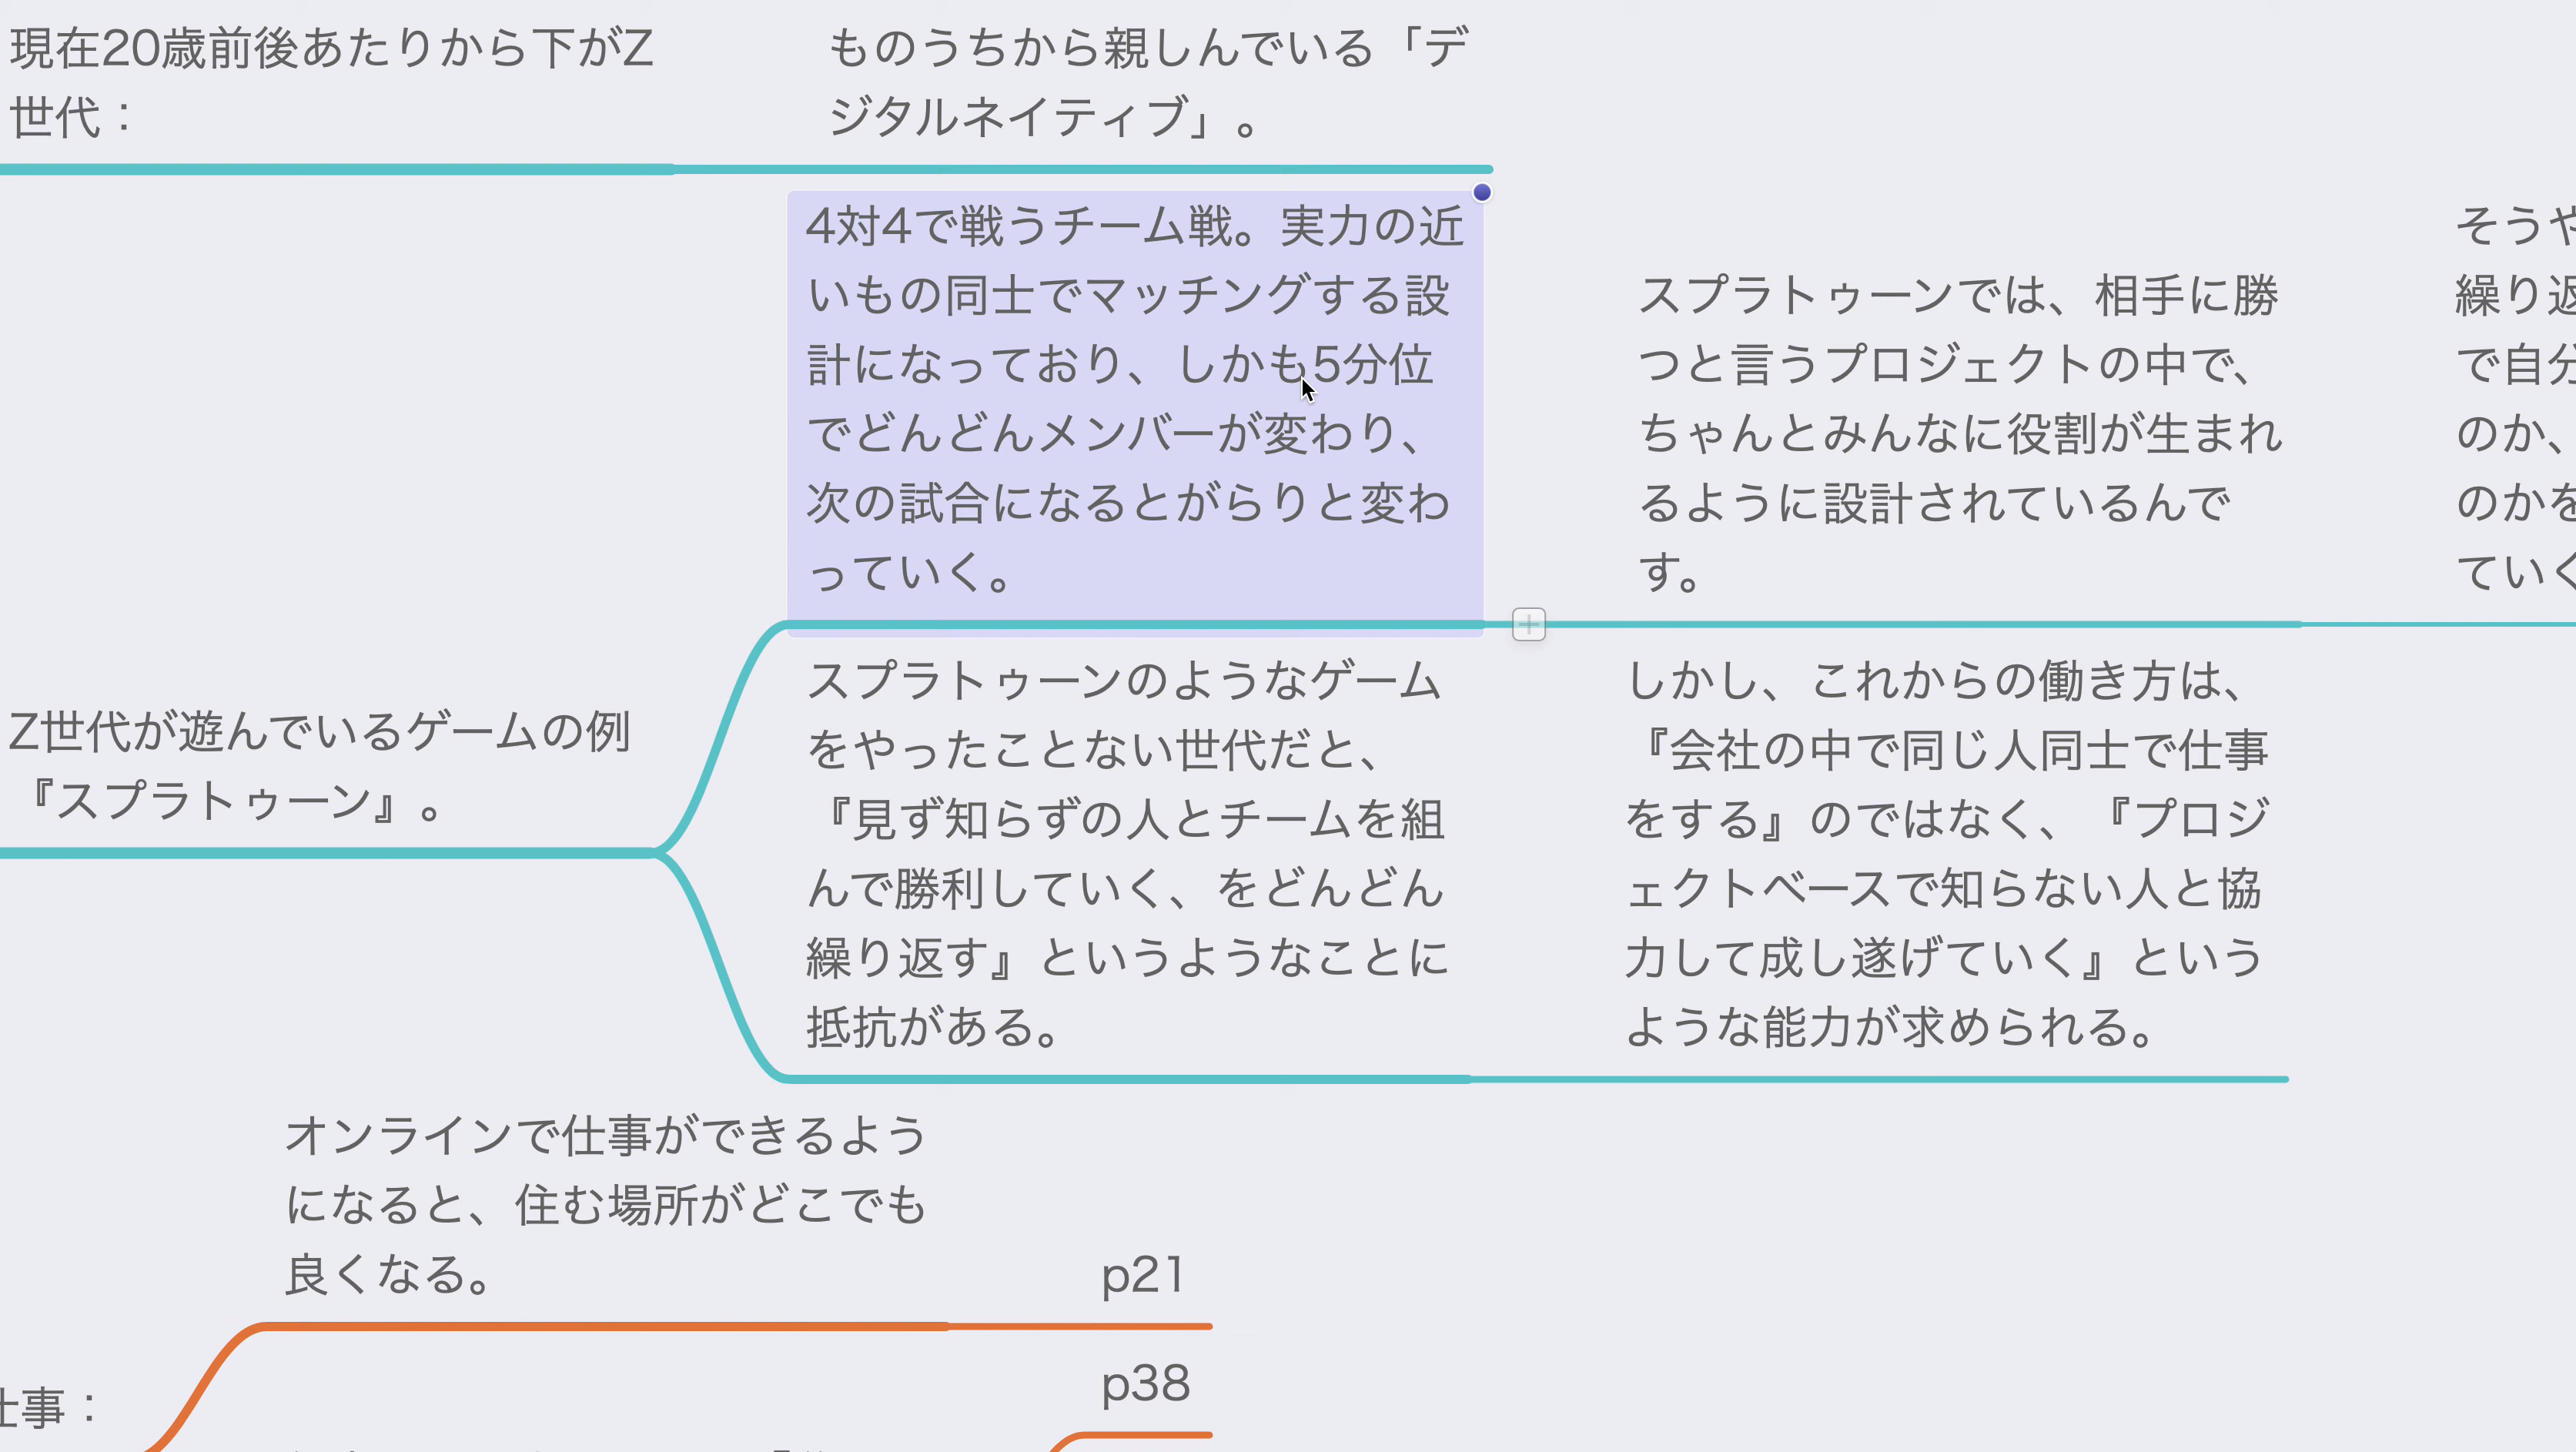 現在20歳前後あたりから下がZ
世代：
ものうちから親しんでいる「デ
ジタルネイティブ」。
4対4で戦うチーム戦。実力の近
いもの同士でマッチングする設
計になっており、しかも5分位
でどんどんメンバーが変わり、
次の試合になるとがらりと変わ
っていく。
スプラトゥーンでは、相手に勝
つと言うプロジェクトの中で、
ちゃんとみんなに役割が生まれ
るように設計されているんで
す。
そうや
繰り返
で自分
のか、
のかを
ていく
Z世代が遊んでいるゲームの例
『スプラトゥーン』。
スプラトゥーンのようなゲーム
をやったことない世代だと、
『見ず知らずの人とチームを組
んで勝利していく、をどんどん
繰り返す』というようなことに
抵抗がある。
しかし、これからの働き方は、
『会社の中で同じ人同士で仕事
をする』のではなく、『プロジ
ェクトベースで知らない人と協
力して成し遂げていく』という
ような能力が求められる。
オンラインで仕事ができるよう
になると、住む場所がどこでも
良くなる。
p21
p38
仕事：